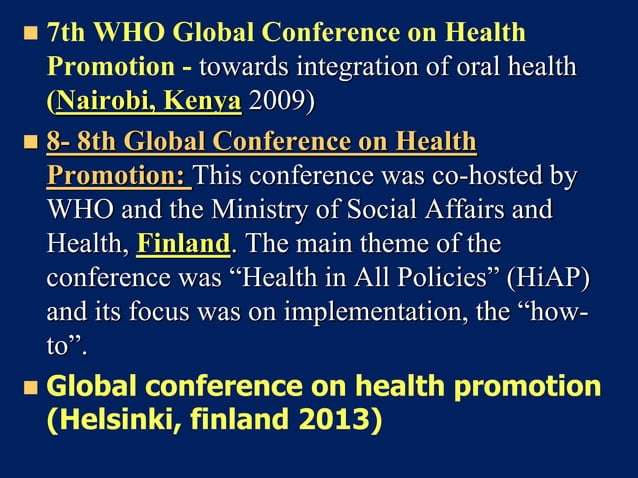 7th WHO Global Conference on Health
Promotion - towards integration of oral health
(Nairobi, Kenya 2009)
8- 8th Global Conference on Health
Promotion: This conference was co-hosted by
WHO and the Ministry of Social Affairs and
Health, Finland. The main theme of the
conference was “Health in All Policies” (HiAP)
and its focus was on implementation, the “how-
to”.
Global conference on health promotion
(Helsinki, finland 2013)